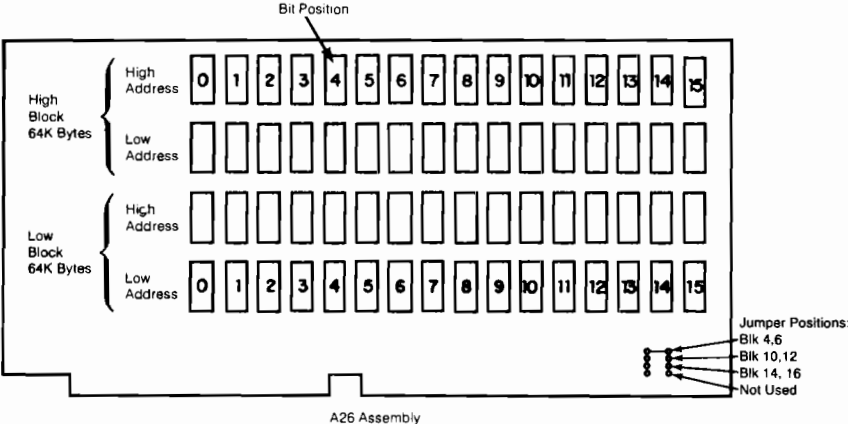 Bit Position
High
Address
0 1 2 3 4 5 6 7 8 9 10 11 12 13 14 15
High
Block
64K Bytes
Low
Address
High
Address
Low
Block
64K Bytes
Low
Address
0 1 2 3 4 5 6 7 8 9 10 11 12 13 14 15
Jumper Positions:
Blk 4,6
Blk 10,12
Blk 14, 16
Not Used
A26 Assembly